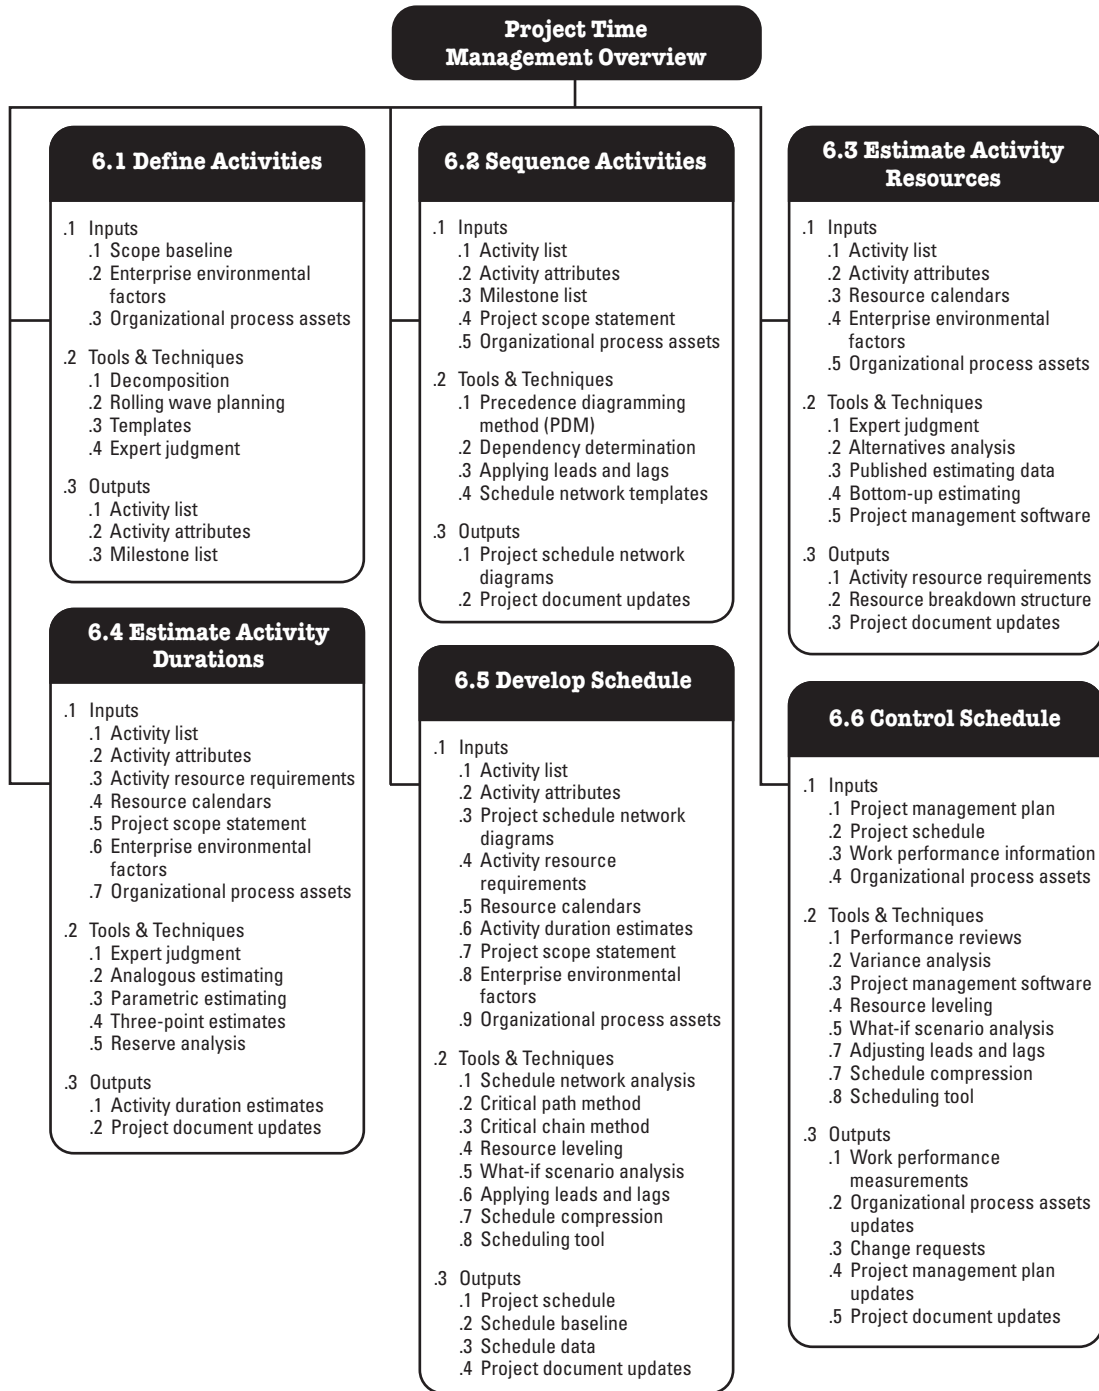 Project Time
Management Overview
6.1 Define Activities
.1 Inputs
.1 Scope baseline
.2 Enterprise environmental
factors
.3 Organizational process assets
.2 Tools & Techniques
.1 Decomposition
.2 Rolling wave planning
.3 Templates
.4 Expert judgment
.3 Outputs
.1 Activity list
.2 Activity attributes
.3 Milestone list
6.2 Sequence Activities
.1 Inputs
.1 Activity list
.2 Activity attributes
.3 Milestone list
.4 Project scope statement
.5 Organizational process assets
.2 Tools & Techniques
.1 Precedence diagramming
method (PDM)
.2 Dependency determination
.3 Applying leads and lags
.4 Schedule network templates
.3 Outputs
.1 Project schedule network
diagrams
.2 Project document updates
6.3 Estimate Activity
Resources
.1 Inputs
.1 Activity list
.2 Activity attributes
.3 Resource calendars
.4 Enterprise environmental
factors
.5 Organizational process assets
.2 Tools & Techniques
.1 Expert judgment
.2 Alternatives analysis
.3 Published estimating data
.4 Bottom-up estimating
.5 Project management software
.3 Outputs
.1 Activity resource requirements
.2 Resource breakdown structure
.3 Project document updates
6.4 Estimate Activity
Durations
.1 Inputs
.1 Activity list
.2 Activity attributes
.3 Activity resource requirements
.4 Resource calendars
.5 Project scope statement
.6 Enterprise environmental
factors
.7 Organizational process assets
.2 Tools & Techniques
.1 Expert judgment
.2 Analogous estimating
.3 Parametric estimating
.4 Three-point estimates
.5 Reserve analysis
.3 Outputs
.1 Activity duration estimates
.2 Project document updates
6.5 Develop Schedule
.1 Inputs
.1 Activity list
.2 Activity attributes
.3 Project schedule network
diagrams
.4 Activity resource
requirements
.5 Resource calendars
.6 Activity duration estimates
.7 Project scope statement
.8 Enterprise environmental
factors
.9 Organizational process assets
.2 Tools & Techniques
.1 Schedule network analysis
.2 Critical path method
.3 Critical chain method
.4 Resource leveling
.5 What-if scenario analysis
.6 Applying leads and lags
.7 Schedule compression
.8 Scheduling tool
.3 Outputs
.1 Project schedule
.2 Schedule baseline
.3 Schedule data
.4 Project document updates
6.6 Control Schedule
.1 Inputs
.1 Project management plan
.2 Project schedule
.3 Work performance information
.4 Organizational process assets
.2 Tools & Techniques
.1 Performance reviews
.2 Variance analysis
.3 Project management software
.4 Resource leveling
.5 What-if scenario analysis
.7 Adjusting leads and lags
.7 Schedule compression
.8 Scheduling tool
.3 Outputs
.1 Work performance
measurements
.2 Organizational process assets
updates
.3 Change requests
.4 Project management plan
updates
.5 Project document updates